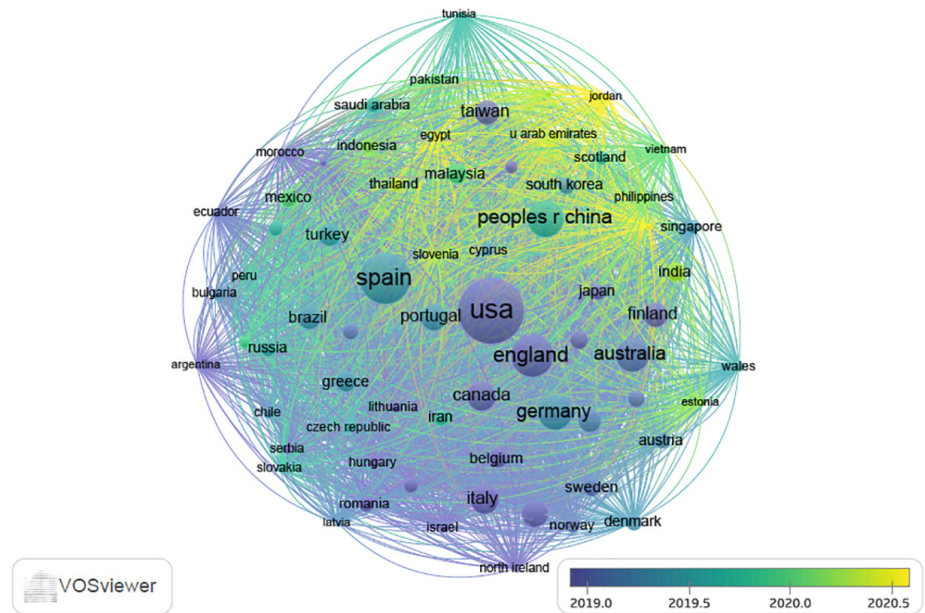 tunisia
pakistan
saudi arabia
taiwan
jordan
egypt
u arab emirates
morocco
indonesia
vietnam
scotland
thailand
malaysia
south korea
mexico
philippines
ecuador
peoples r china
singapore
turkey
slovenia
cyprus
peru
spain
india
bulgaria
japan
usa
brazil
portugal
finland
russia
england
australia
argentina
wales
greece
canada
estonia
chile
lithuania
iran
germany
czech republic
serbia
austria
slovakia
hungary
belgium
sweden
romania
italy
latvia
israel
norway
denmark
north ireland
VOSviewer
2019.0 2019.5 2020.0 2020.5